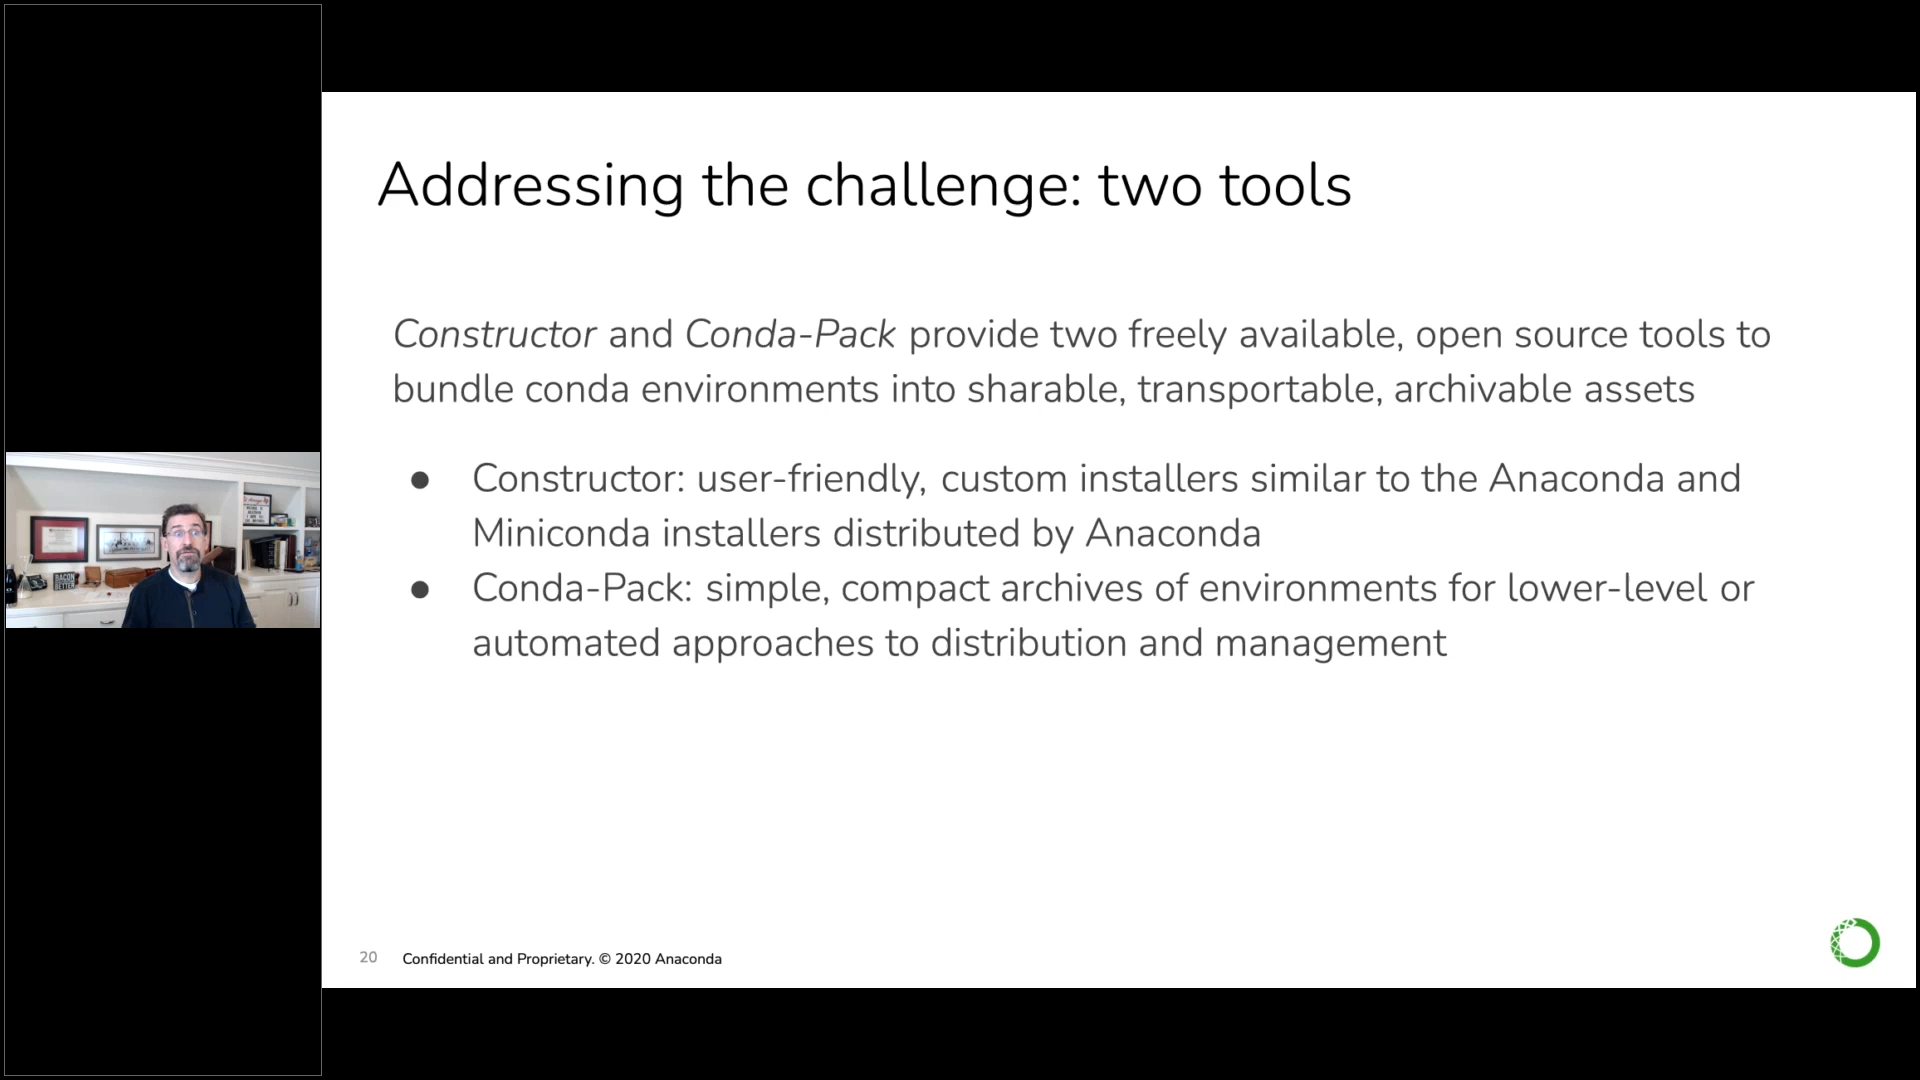 Addressing the challenge: two tools
Constructor and Conda-Pack provide two freely available, open source tools to
bundle conda environments into sharable, transportable, archivable assets
● Constructor: user-friendly, custom installers similar to the Anaconda and
Miniconda installers distributed by Anaconda
● Conda-Pack: simple, compact archives of environments for lower-level or
automated approaches to distribution and management
20 Confidential and Proprietary. © 2020 Anaconda